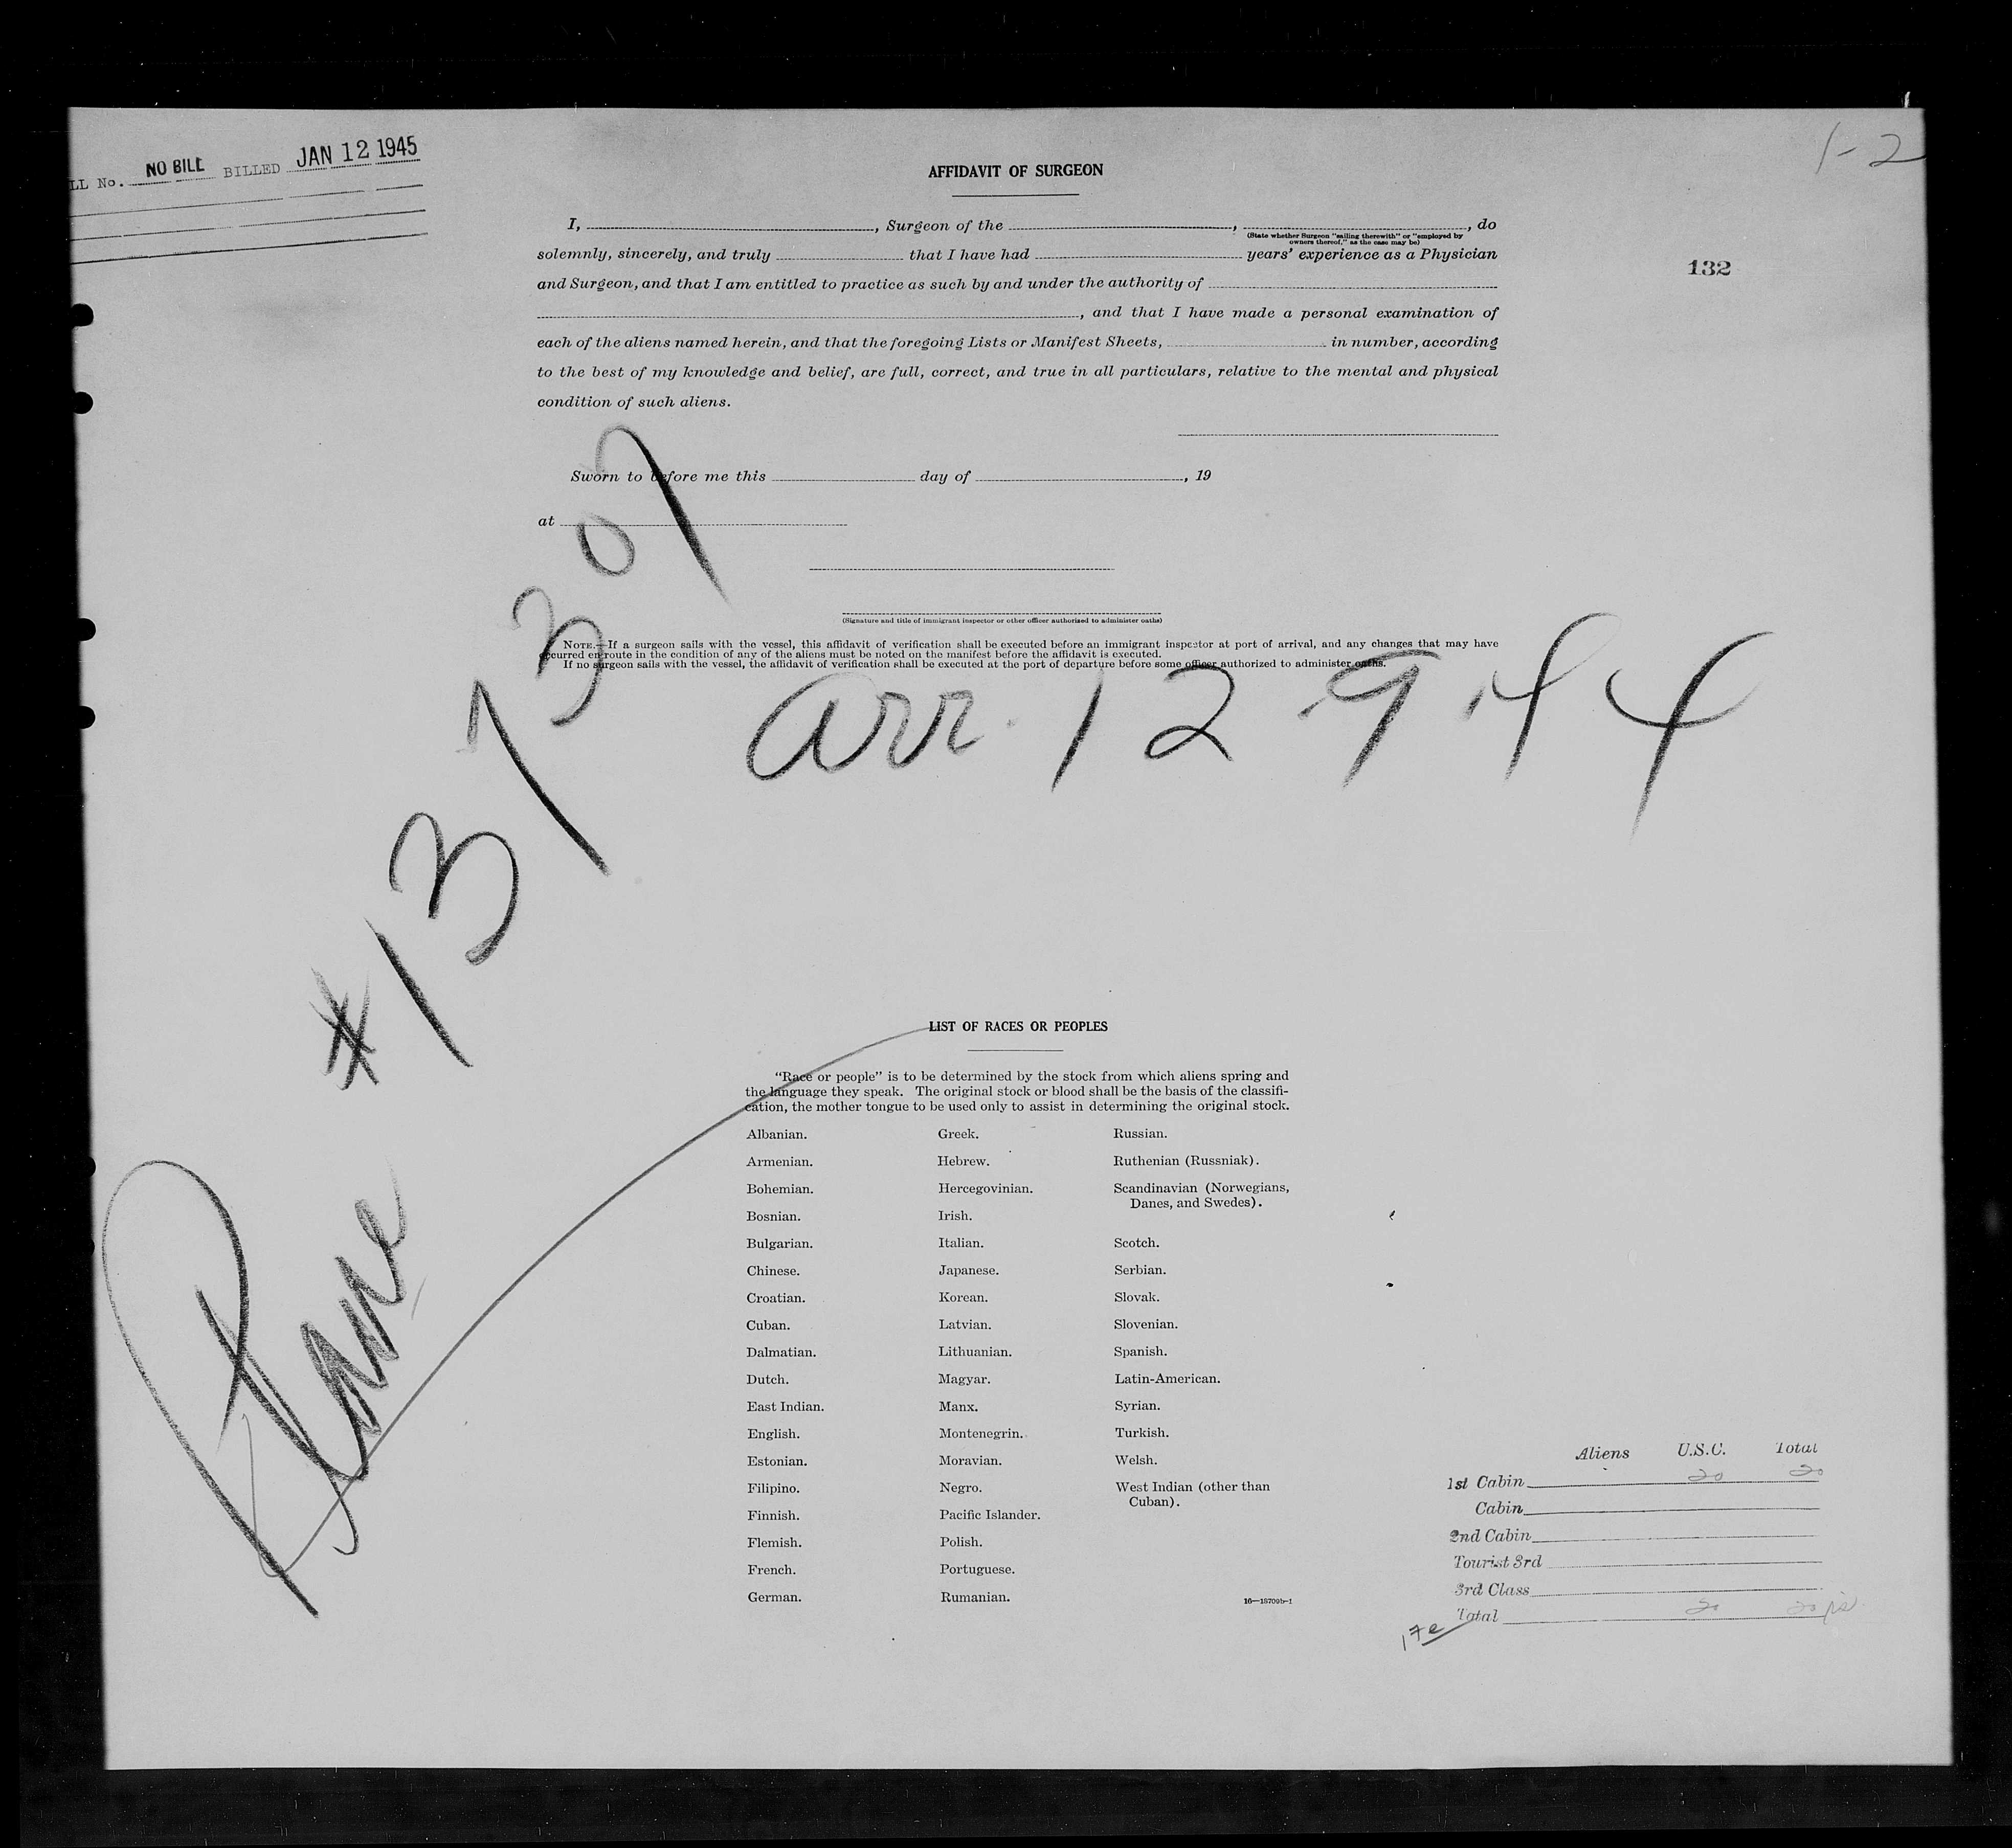 LL No. NO BILL BILLED JAN 12 1945
1-2
132
AFFIDAVIT OF SURGEON
I, , Surgeon of the , , do
(State whether Surgeon "sailing therewith" or "employed by
owners thereof," as the case may be)
solemnly, sincerely, and truly that I have had years' experience as a Physician
and Surgeon, and that I am entitled to practice as such by and under the authority of
, and that I have made a personal examination of
each of the aliens named herein, and that the foregoing Lists or Manifest Sheets, in number, according
to the best of my knowledge and belief, are full, correct, and true in all particulars, relative to the mental and physical
condition of such aliens.
Sworn to before me this day of , 19
at
(Signature and title of immigrant inspector or other officer authorized to administer oaths)
NOTE.—If a surgeon sails with the vessel, this affidavit of verification shall be executed before an immigrant inspector at port of arrival, and any changes that may have
occurred en route in the condition of any of the aliens must be noted on the manifest before the affidavit is executed.
If no surgeon sails with the vessel, the affidavit of verification shall be executed at the port of departure before some officer authorized to administer oaths.
arr. 12-9-44
Plane #137307
LIST OF RACES OR PEOPLES
"Race or people" is to be determined by the stock from which aliens spring and
the language they speak. The original stock or blood shall be the basis of the classifi-
cation, the mother tongue to be used only to assist in determining the original stock.
Albanian. Greek. Russian.
Armenian. Hebrew. Ruthenian (Russniak).
Bohemian. Hercegovinian. Scandinavian (Norwegians,
Danes, and Swedes).
Bosnian. Irish.
Bulgarian. Italian. Scotch.
Chinese. Japanese. Serbian.
Croatian. Korean. Slovak.
Cuban. Latvian. Slovenian.
Dalmatian. Lithuanian. Spanish.
Dutch. Magyar. Latin-American.
East Indian. Manx. Syrian.
English. Montenegrin. Turkish.
Estonian. Moravian. Welsh.
Filipino. Negro. West Indian (other than
Cuban).
Finnish. Pacific Islander.
Flemish. Polish.
French. Portuguese.
German. Rumanian.
16—18709b-1
Aliens U.S.C. Total
1st Cabin 20 20
Cabin
2nd Cabin
Tourist 3rd
3rd Class
Total 20 20